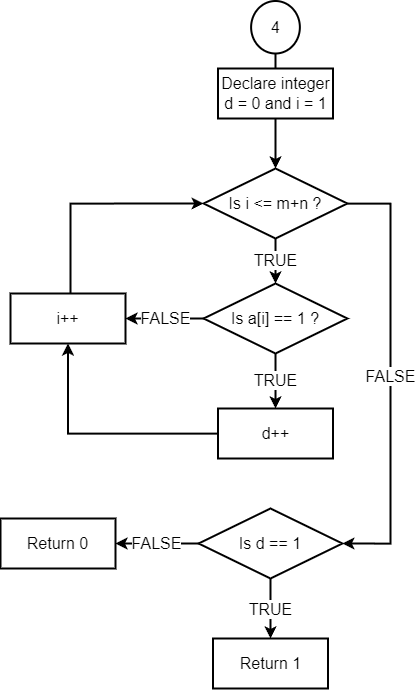 4
Declare integer
d = 0 and i = 1
Is i <= m+n ?
TRUE
i++
FALSE
Is a[i] == 1 ?
FALSE
TRUE
d++
Return 0
FALSE
Is d == 1
TRUE
Return 1